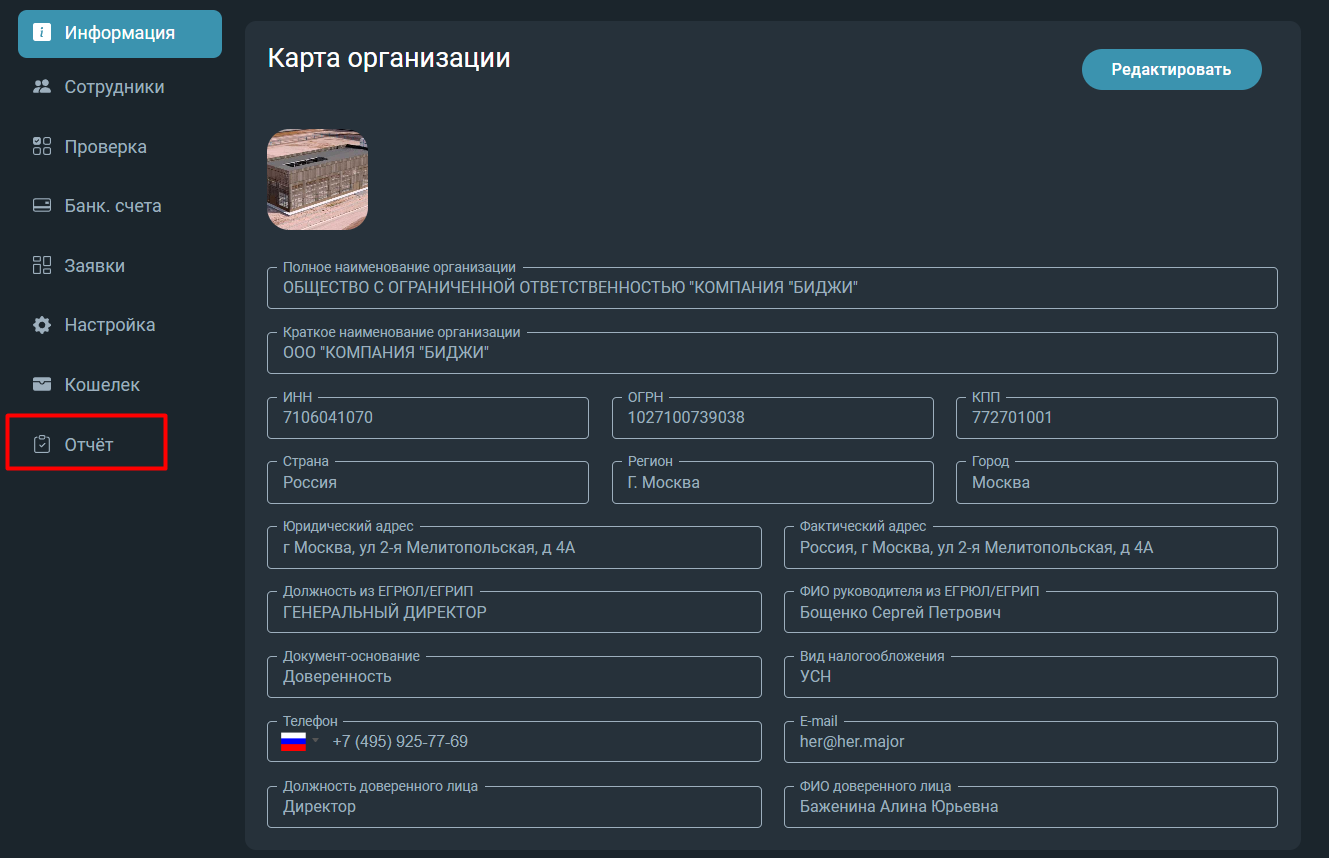 Информация
Сотрудники
Проверка
Банк. счета
Заявки
Настройка
Кошелек
Отчёт
Карта организации
Редактировать
Полное наименование организации
ОБЩЕСТВО С ОГРАНИЧЕННОЙ ОТВЕТСТВЕННОСТЬЮ "КОМПАНИЯ "БИДЖИ"
Краткое наименование организации
ООО "КОМПАНИЯ "БИДЖИ"
ИНН
7106041070
ОГРН
1027100739038
КПП
772701001
Страна
Россия
Регион
Г. Москва
Город
Москва
Юридический адрес
г Москва, ул 2-я Мелитопольская, д 4А
Фактический адрес
Россия, г Москва, ул 2-я Мелитопольская, д 4А
Должность из ЕГРЮЛ/ЕГРИП
ГЕНЕРАЛЬНЫЙ ДИРЕКТОР
ФИО руководителя из ЕГРЮЛ/ЕГРИП
Бощенко Сергей Петрович
Документ-основание
Доверенность
Вид налогообложения
УСН
Телефон
+7 (495) 925-77-69
E-mail
her@her.major
Должность доверенного лица
Директор
ФИО доверенного лица
Баженина Алина Юрьевна